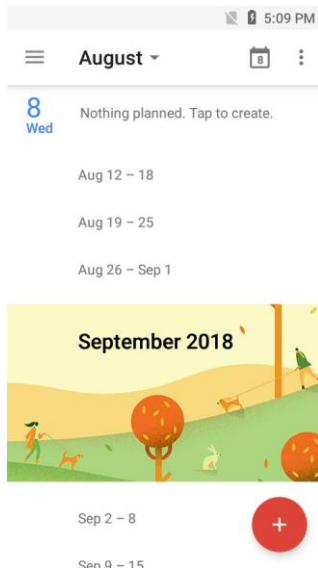 5:09 PM
August
8
8
Wed
Nothing planned. Tap to create.
Aug 12 – 18
Aug 19 – 25
Aug 26 – Sep 1
September 2018
Sep 2 – 8
+
Sep 9 – 15